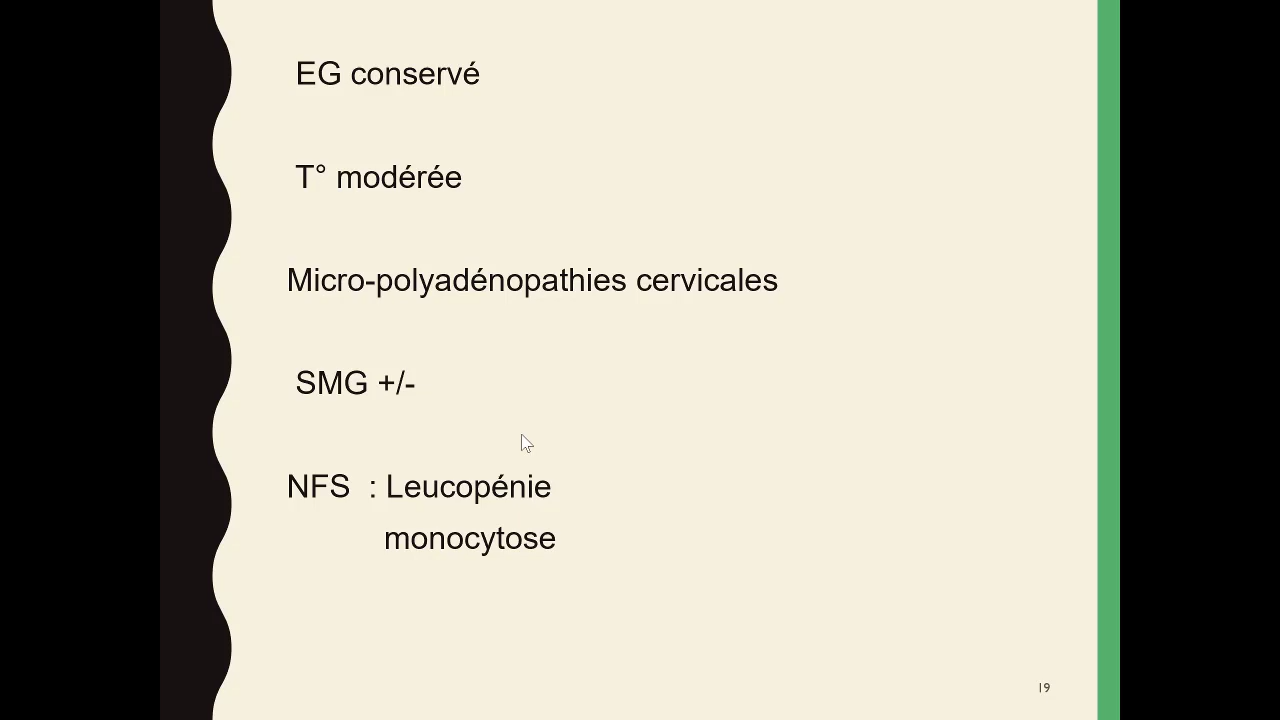 EG conservé
T° modérée
Micro-polyadénopathies cervicales
SMG +/-
NFS : Leucopénie
monocytose
19